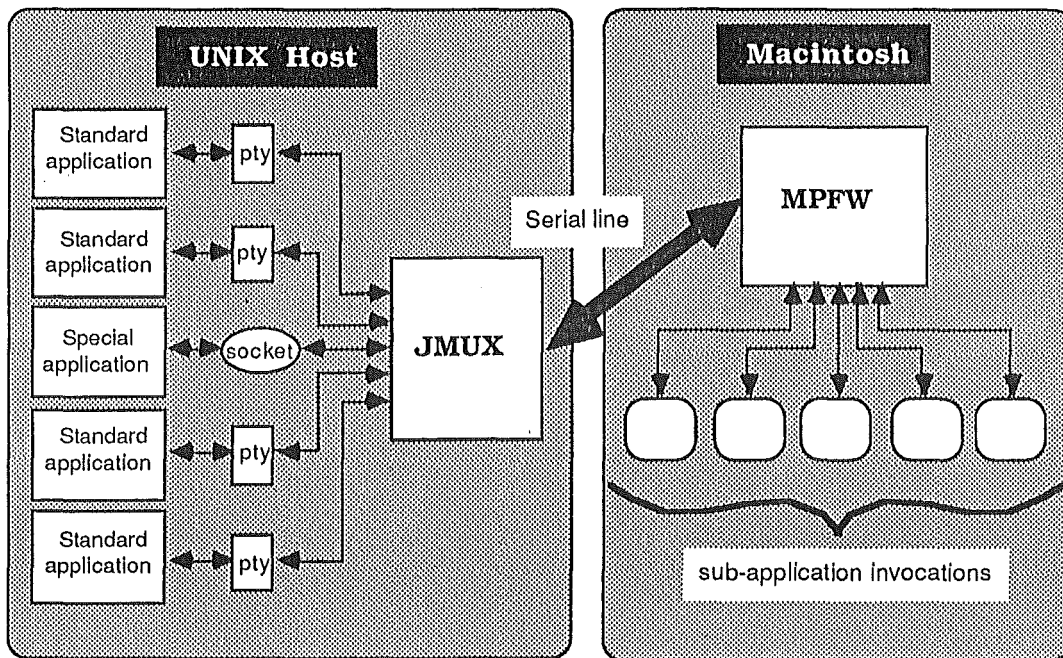 UNIX Host
Standard
application
pty
Standard
application
pty
Special
application
socket
Standard
application
pty
Standard
application
pty
JMUX
Serial line
Macintosh
MPFW
sub-application invocations